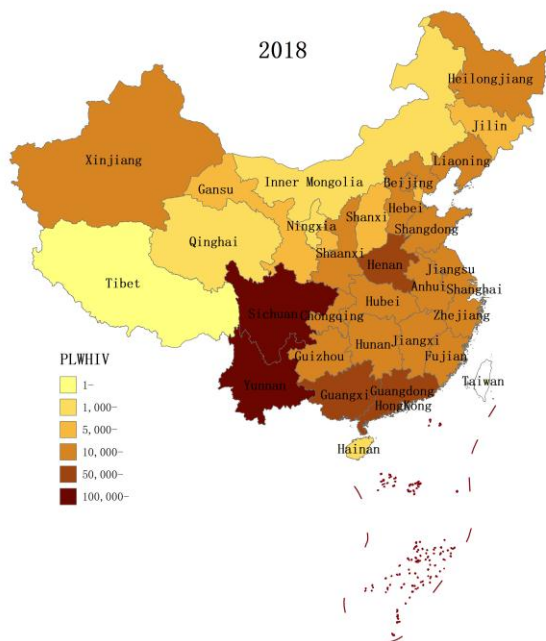 2018
Heilongjiang
Jilin
Xinjiang
Liaoning
Beijing
Gansu
Inner Mongolia
Hebei
Shanxi
Shangdong
Ningxia
Qinghai
Shaanxi
Henan
Jiangsu
Tibet
Anhui
Shanghai
Hubei
Sichuan
Chongqing
Zhejiang
Hunan
Jiangxi
Guizhou
Fujian
PLWHIV
Taiwan
Yunnan
Guangdong
Guangxi
HongKong
Hainan
1-
1,000-
5,000-
10,000-
50,000-
100,000-